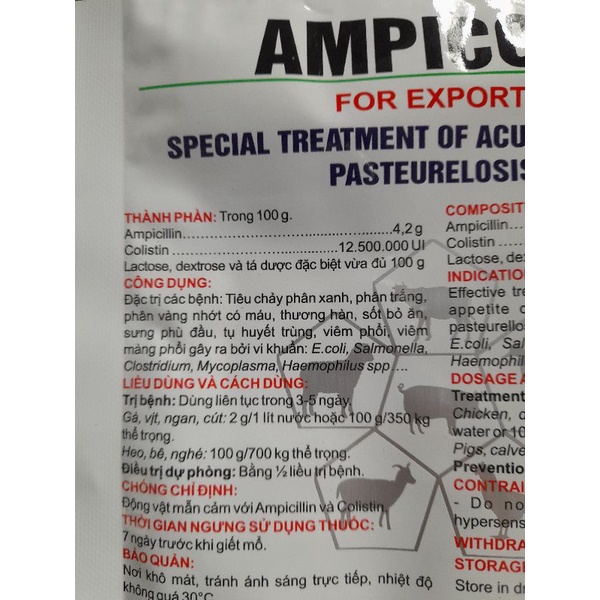 AMPICO
FOR EXPORT
SPECIAL TREATMENT OF ACU
PASTEURELOSIS
THÀNH PHẦN: Trong 100 g.
Ampicillin...................................................4,2 g
Colistin ........................................12.500.000 UI
Lactose, dextrose và tá dược đặc biệt vừa đủ 100 g
CÔNG DỤNG:
Đặc trị các bệnh: Tiêu chảy phân xanh, phân trắng,
phân vàng nhớt có máu, thương hàn, sốt bỏ ăn,
sưng phù đầu, tụ huyết trùng, viêm phổi, viêm
màng phổi gây ra bởi vi khuẩn: E.coli, Salmonella,
Clostridium, Mycoplasma, Haemophilus spp ....
LIỀU DÙNG VÀ CÁCH DÙNG:
Trị bệnh: Dùng liên tục trong 3-5 ngày.
Gà, vịt, ngan, cút: 2 g/1 lít nước hoặc 100 g/350 kg
thể trọng.
Heo, bê, nghé: 100 g/700 kg thể trọng.
Điều trị dự phòng: Bằng ½ liều trị bệnh.
CHỐNG CHỈ ĐỊNH:
Động vật mẫn cảm với Ampicillin và Colistin.
THỜI GIAN NGƯNG SỬ DỤNG THUỐC:
7 ngày trước khi giết mổ.
BẢO QUẢN:
Nơi khô mát, tránh ánh sáng trực tiếp, nhiệt độ
không quá 30°C.
COMPOSITI
Ampicillin....
Colistin .......
Lactose, dex
INDICATION
Effective tre
appetite c
pasteurellos
E.coli, Sal
Haemophil
DOSAGE A
Treatment
Chicken, d
water or 10
Pigs, calve
Preventio
CONTRAI
- Do no
hypersens
WITHDRA
STORAGE
Store in d